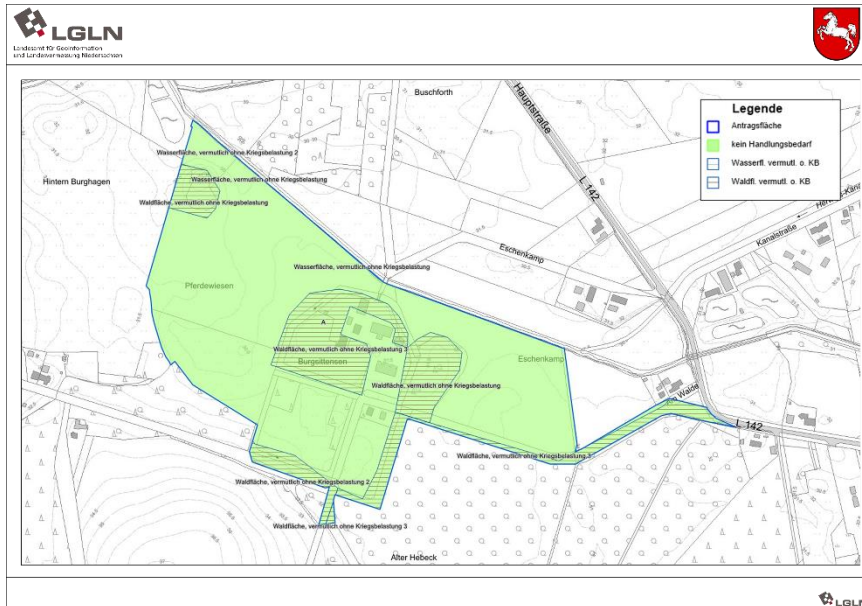 LGLN
Landesamt für Geoinformation
und Landesvermessung Niedersachsen
Buschforth
Hauptstraße
L 142
Legende
Antragsfläche
kein Handlungsbedarf
Wasserfl. vermutl. o. KB
Waldfl. vermutl. o. KB
Wasserfläche, vermutlich ohne Kriegsbelastung 2
Wasserfläche, vermutlich ohne Kriegsbelastung
Hintern Burghagen
Waldfläche, vermutlich ohne Kriegsbelastung
Kanalstraße
Eschenkamp
Wasserfläche, vermutlich ohne Kriegsbelastung
Pferdewiesen
A
Waldfläche, vermutlich ohne Kriegsbelastung 3
Burgsittensen
Eschenkamp
Waldfläche, vermutlich ohne Kriegsbelastung
Am Walde
L 142
Waldfläche, vermutlich ohne Kriegsbelastung 3
Waldfläche, vermutlich ohne Kriegsbelastung 2
Waldfläche, vermutlich ohne Kriegsbelastung 3
Alter Hebeck
LGLN